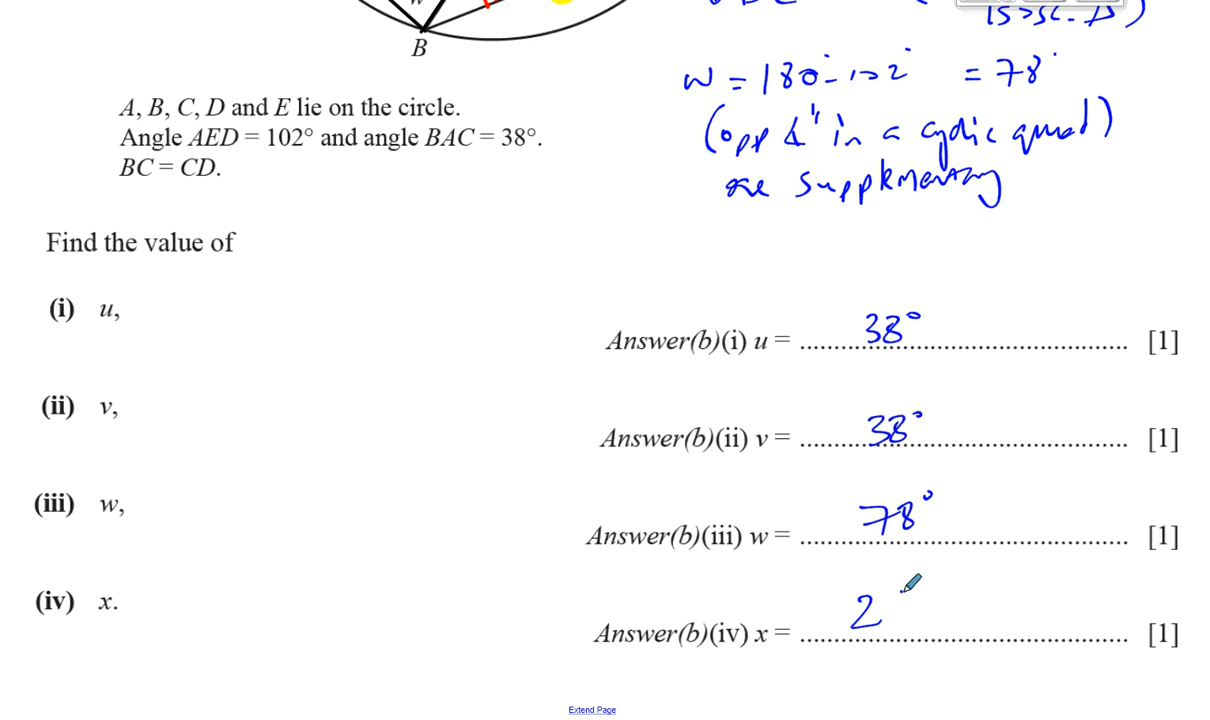 w
B
A, B, C, D and E lie on the circle.
Angle AED = 102° and angle BAC = 38°.
BC = CD.
w = 180° - 102° = 78°
(opp ∠'s in a cyclic quad)
are supplementary
Find the value of
(i) u,
Answer(b)(i) u = 38° [1]
(ii) v,
Answer(b)(ii) v = 38° [1]
(iii) w,
Answer(b)(iii) w = 78° [1]
(iv) x.
Answer(b)(iv) x = 2 [1]
Extend Page